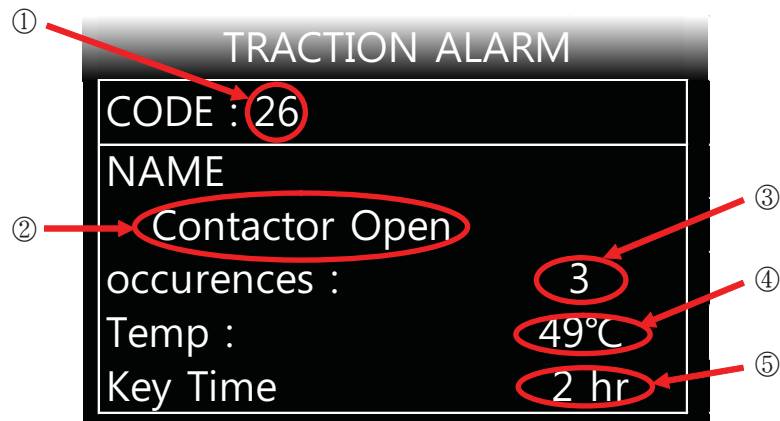 ①
TRACTION ALARM
CODE : 26
NAME
② Contactor Open
③
occurences : 3
④
Temp : 49℃
⑤
Key Time 2 hr